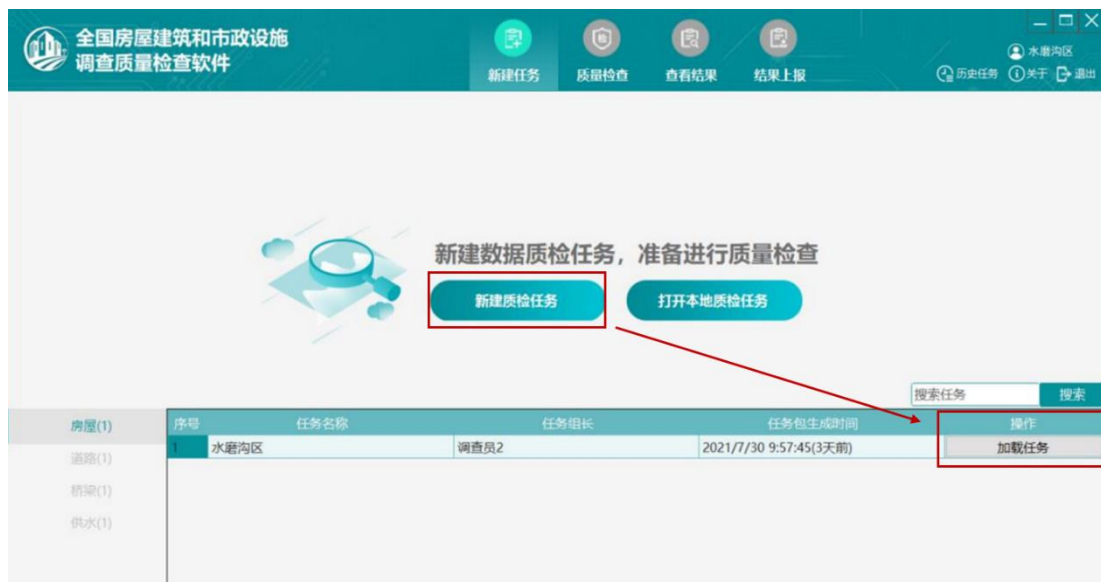 全国房屋建筑和市政设施
调查质量检查软件
新建任务
质量检查
查看结果
结果上报
水磨沟区
历史任务
关于
退出
新建数据质检任务，准备进行质量检查
新建质检任务
打开本地质检任务
搜索任务
搜索
房屋(1)
道路(1)
桥梁(1)
供水(1)
序号 任务名称 任务组长 任务包生成时间 操作
1 水磨沟区 调查员2 2021/7/30 9:57:45(3天前) 加载任务